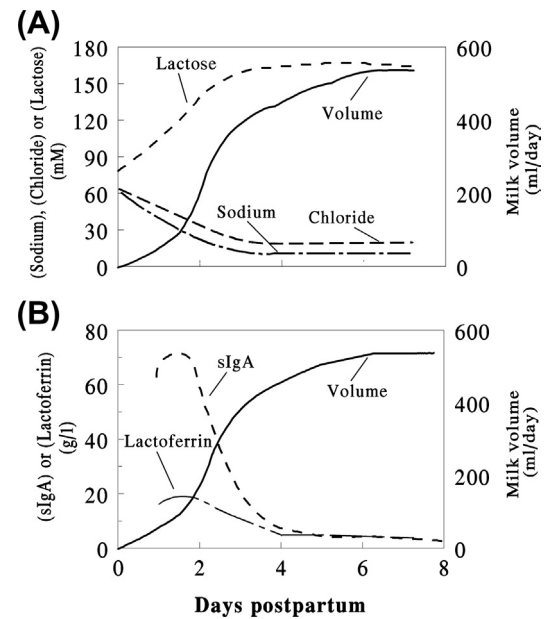 (A)
180
150
120
90
60
30
0
(Sodium), (Chloride) or (Lactose)
(mM)
Lactose
Volume
Sodium
Chloride
600
400
200
0
Milk volume
(ml/day)
(B)
80
60
40
20
0
(sIgA) or (Lactoferrin)
(g/l)
sIgA
Volume
Lactoferrin
600
400
200
0
Milk volume
(ml/day)
0
2
4
6
8
Days postpartum